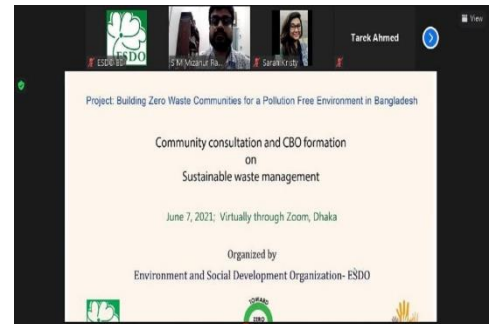 View
ESDO
ESDO-BD
S M Mizanur Ra...
Sarah Kristy
Tarek Ahmed
Project: Building Zero Waste Communities for a Pollution Free Environment in Bangladesh
Community consultation and CBO formation
on
Sustainable waste management
June 7, 2021; Virtually through Zoom, Dhaka
Organized by
Environment and Social Development Organization- ESDO
TOWARD
ZERO